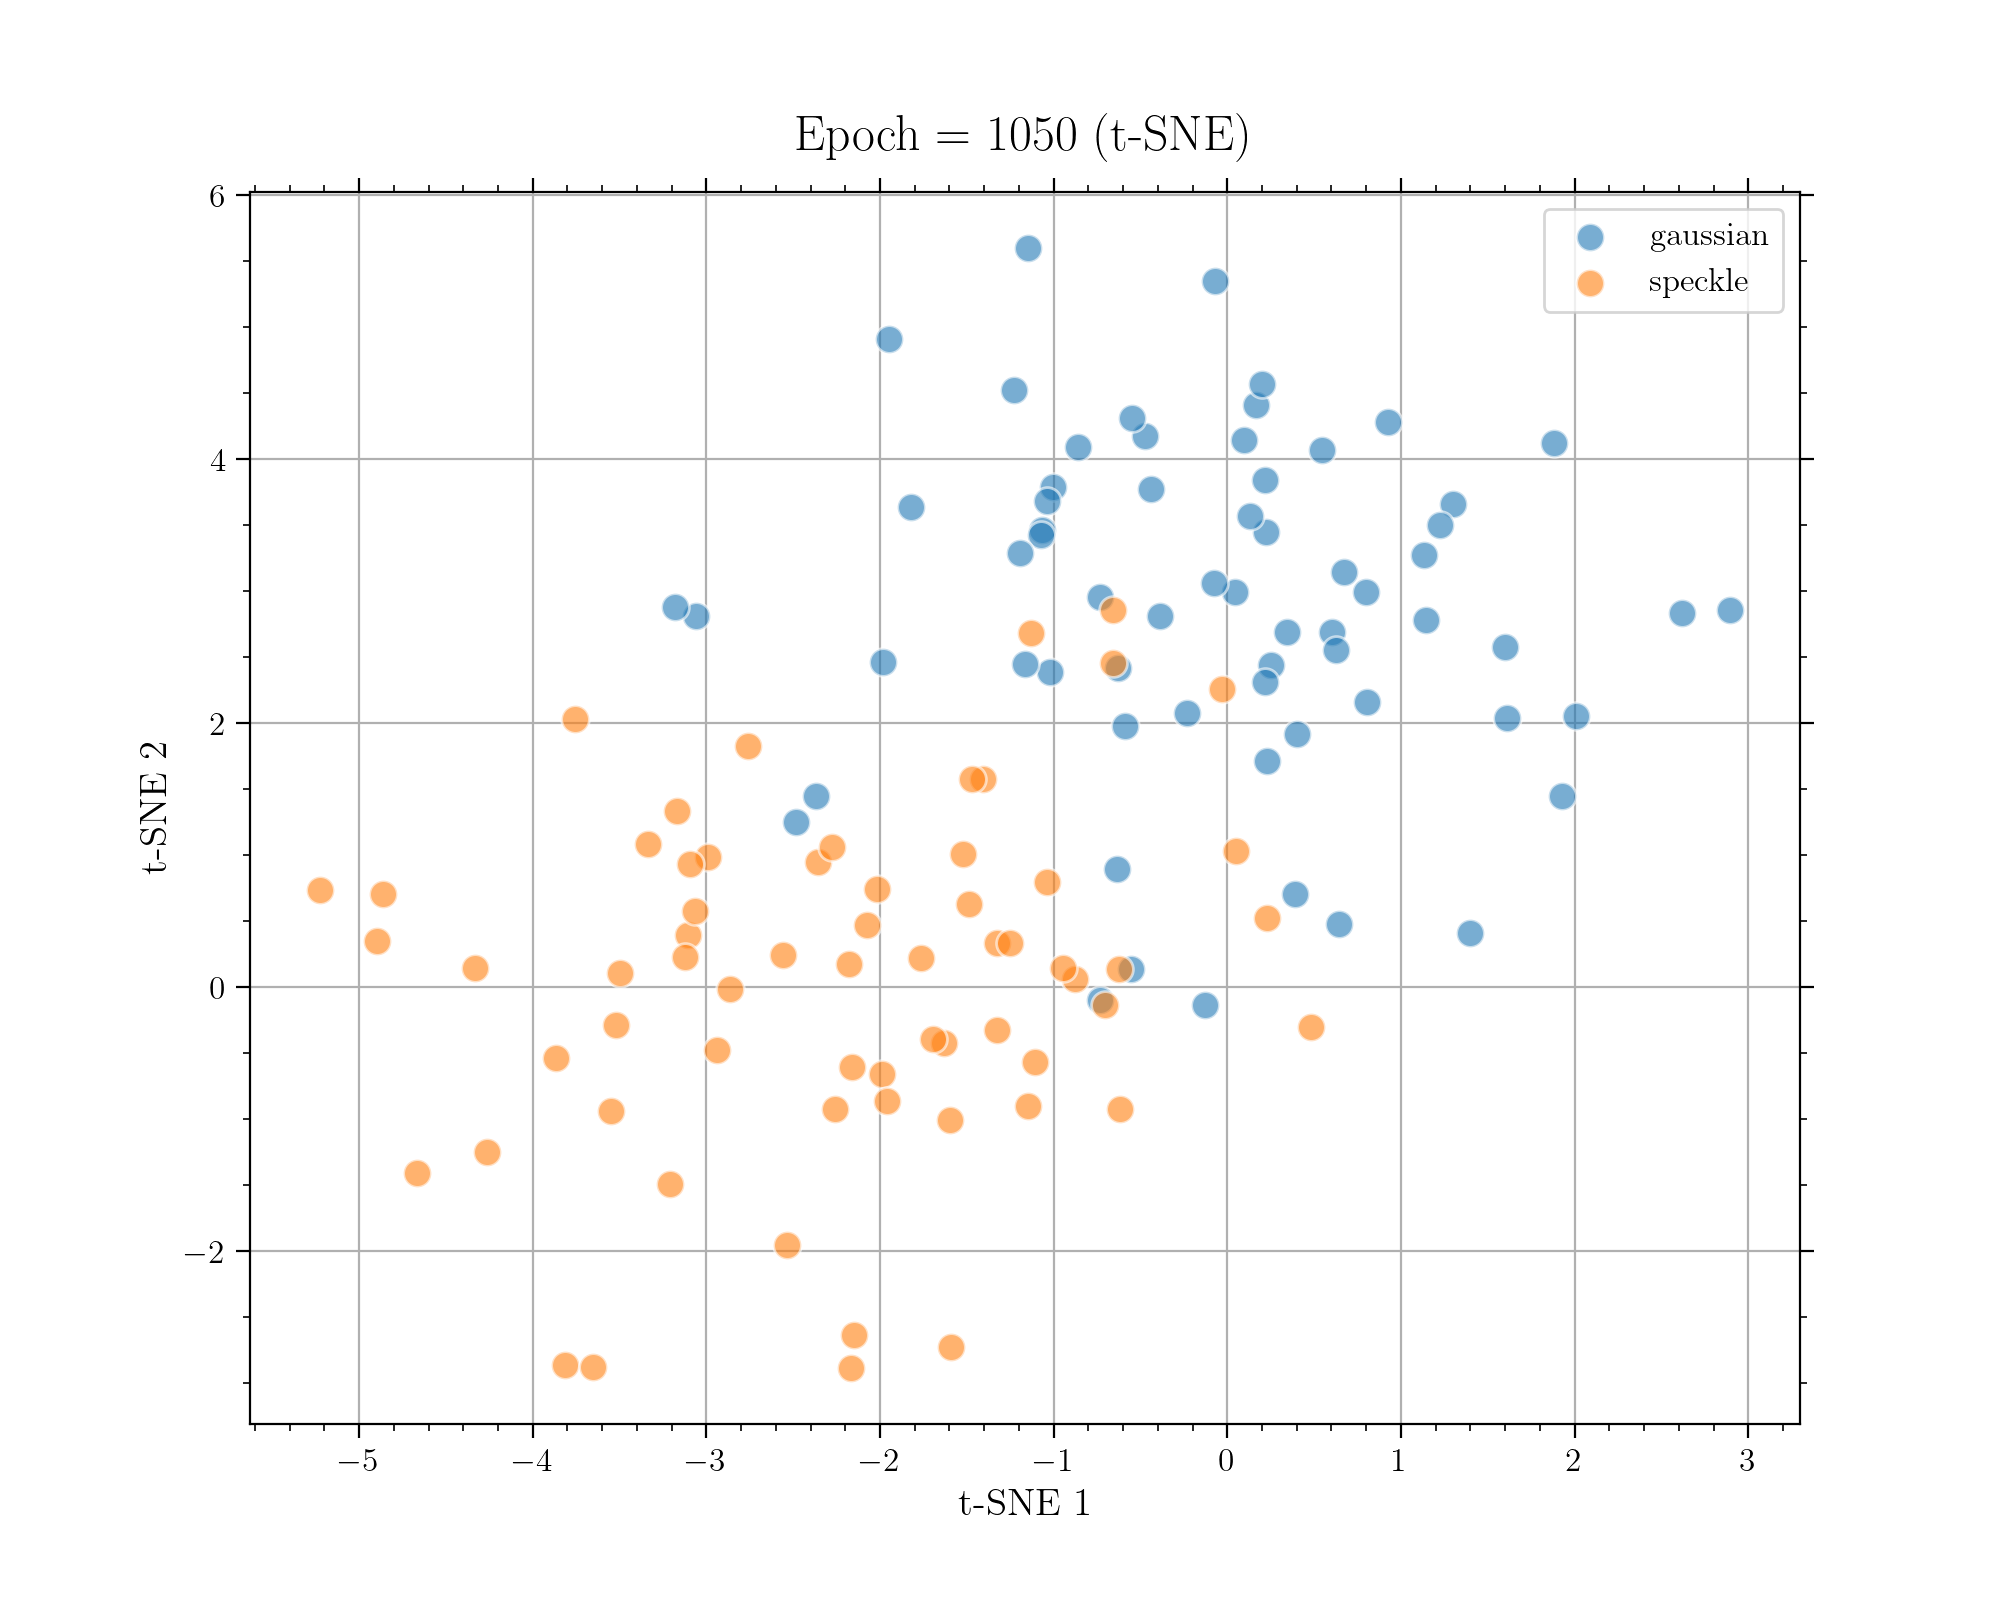 Epoch = 1050 (t-SNE)
gaussian
speckle
6
4
2
0
−2
t-SNE 2
−5 −4 −3 −2 −1 0 1 2 3
t-SNE 1